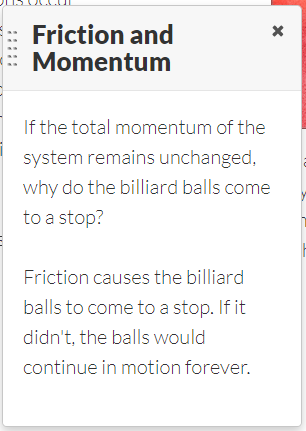 Friction and
Momentum
If the total momentum of the
system remains unchanged,
why do the billiard balls come
to a stop?
Friction causes the billiard
balls to come to a stop. If it
didn't, the balls would
continue in motion forever.